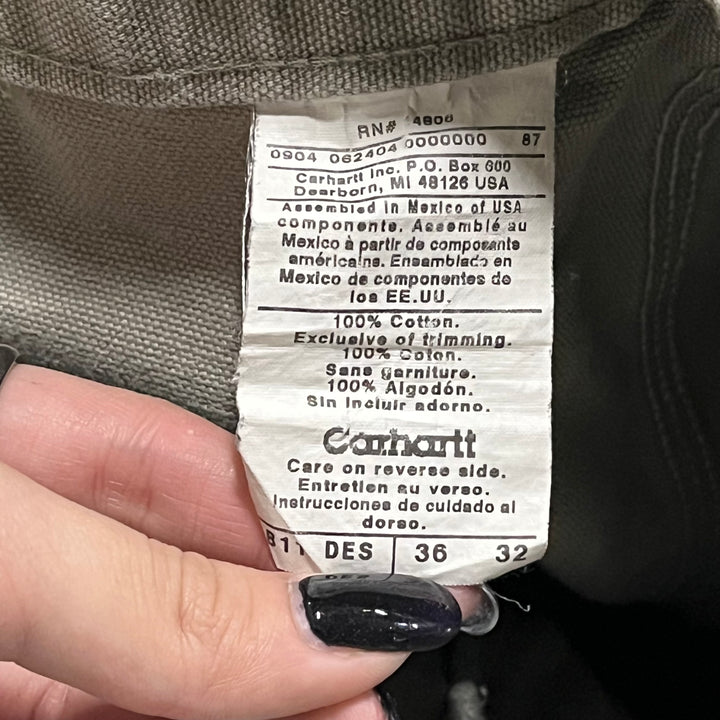 RN# 14806
0904 062404 0000000 87
Carhartt Inc. P.O. Box 600
Dearborn, MI 48126 USA
Assembled in Mexico of USA
components. Assemblé au
Mexico à partir de composants
américains. Ensamblado en
Mexico de componentes de
los EE.UU.
100% Cotton.
Exclusive of trimming.
100% Coton.
Sans garniture.
100% Algodón.
Sin incluir adorno.
Carhartt
Care on reverse side.
Entretien au verso.
Instrucciones de cuidado al
dorso.
B11 DES 36 32